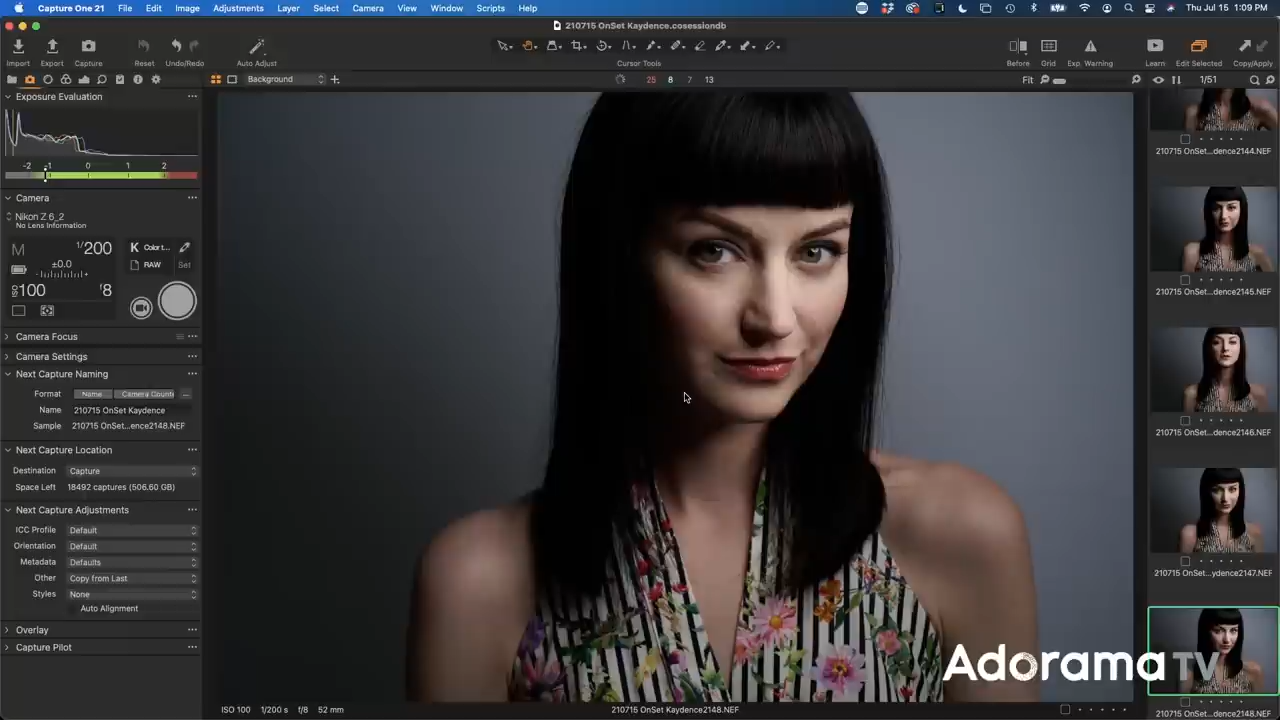 Capture One 21 File Edit Image Adjustments Layer Select Camera View Window Scripts Help Thu Jul 15 1:09 PM
210715 OnSet Kaydence.cosessiondb
Import Export Capture Reset Undo/Redo Auto Adjust Cursor Tools Before Grid Exp. Warning Learn Edit Selected Copy/Apply
Background 25 8 7 13 Fit 1/51
Exposure Evaluation
-2 -1 0 1 2
Camera
Nikon Z 6_2
No Lens Information
M 1/200 K Color t...
±0.0 RAW Set
ISO 100 f8
Camera Focus
Camera Settings
Next Capture Naming
Format Name Camera Count
Name 210715 OnSet Kaydence
Sample 210715 OnSet...ence2148.NEF
Next Capture Location
Destination Capture
Space Left 18492 captures (506.60 GB)
Next Capture Adjustments
ICC Profile Default
Orientation Default
Metadata Defaults
Other Copy from Last
Styles None
Auto Alignment
Overlay
Capture Pilot
210715 OnSet...dence2144.NEF
210715 OnSet...dence2145.NEF
210715 OnSet...dence2146.NEF
210715 OnSet...ydence2147.NEF
Adorama TV
ISO 100 1/200 s f/8 52 mm 210715 OnSet Kaydence2148.NEF
210715 OnSet...dence2148.NEF